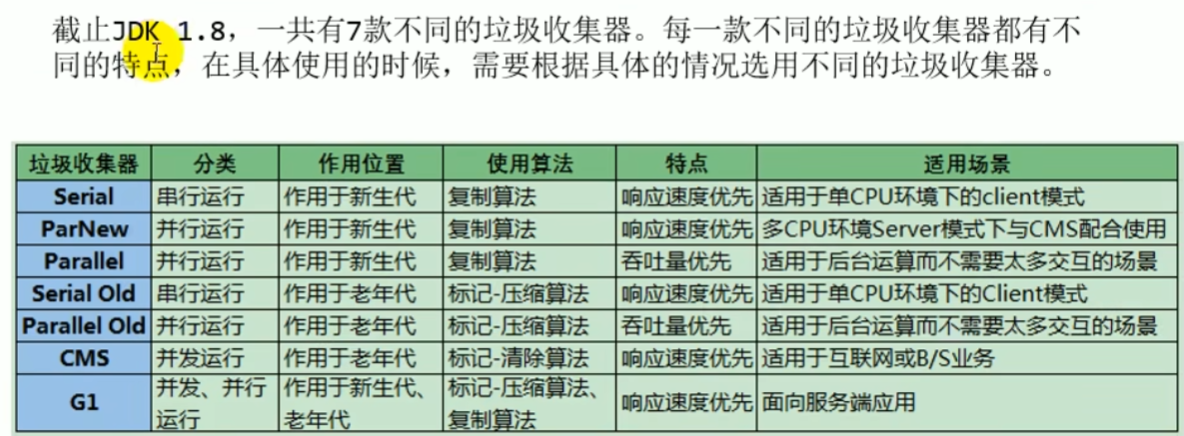 截止JDK 1.8，一共有7款不同的垃圾收集器。每一款不同的垃圾收集器都有不
同的特点，在具体使用的时候，需要根据具体的情况选用不同的垃圾收集器。
垃圾收集器 分类 作用位置 使用算法 特点 适用场景
Serial 串行运行 作用于新生代 复制算法 响应速度优先 适用于单CPU环境下的client模式
ParNew 并行运行 作用于新生代 复制算法 响应速度优先 多CPU环境Server模式下与CMS配合使用
Parallel 并行运行 作用于新生代 复制算法 吞吐量优先 适用于后台运算而不需要太多交互的场景
Serial Old 串行运行 作用于老年代 标记-压缩算法 响应速度优先 适用于单CPU环境下的Client模式
Parallel Old 并行运行 作用于老年代 标记-压缩算法 吞吐量优先 适用于后台运算而不需要太多交互的场景
CMS 并发运行 作用于老年代 标记-清除算法 响应速度优先 适用于互联网或B/S业务
G1 并发、并行 作用于新生代、 标记-压缩算法、 响应速度优先 面向服务端应用
运行 老年代 复制算法